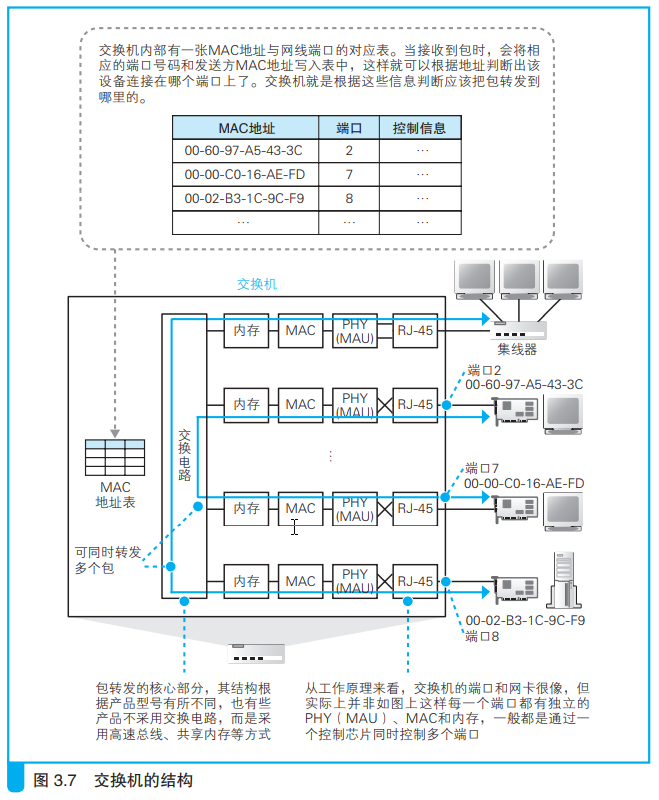 交换机内部有一张MAC地址与网线端口的对应表。当接收到包时，会将相
应的端口号码和发送方MAC地址写入表中，这样就可以根据地址判断出该
设备连接在哪个端口上了。交换机就是根据这些信息判断应该把包转发到
哪里的。
MAC地址 端口 控制信息
00-60-97-A5-43-3C 2 …
00-00-C0-16-AE-FD 7 …
00-02-B3-1C-9C-F9 8 …
… … …
交换机
内存 MAC PHY (MAU) RJ-45
集线器
端口2
00-60-97-A5-43-3C
内存 MAC PHY (MAU) RJ-45
交换电路
…
MAC
地址表
端口7
00-00-C0-16-AE-FD
内存 MAC PHY (MAU) RJ-45
可同时转发
多个包
内存 MAC PHY (MAU) RJ-45
00-02-B3-1C-9C-F9
端口8
包转发的核心部分，其结构根
据产品型号有所不同，也有些
产品不采用交换电路，而是采
用高速总线、共享内存等方式
从工作原理来看，交换机的端口和网卡很像，但
实际上并非如图上这样每一个端口都有独立的
PHY（MAU）、MAC和内存，一般都是通过一
个控制芯片同时控制多个端口
图 3.7 交换机的结构